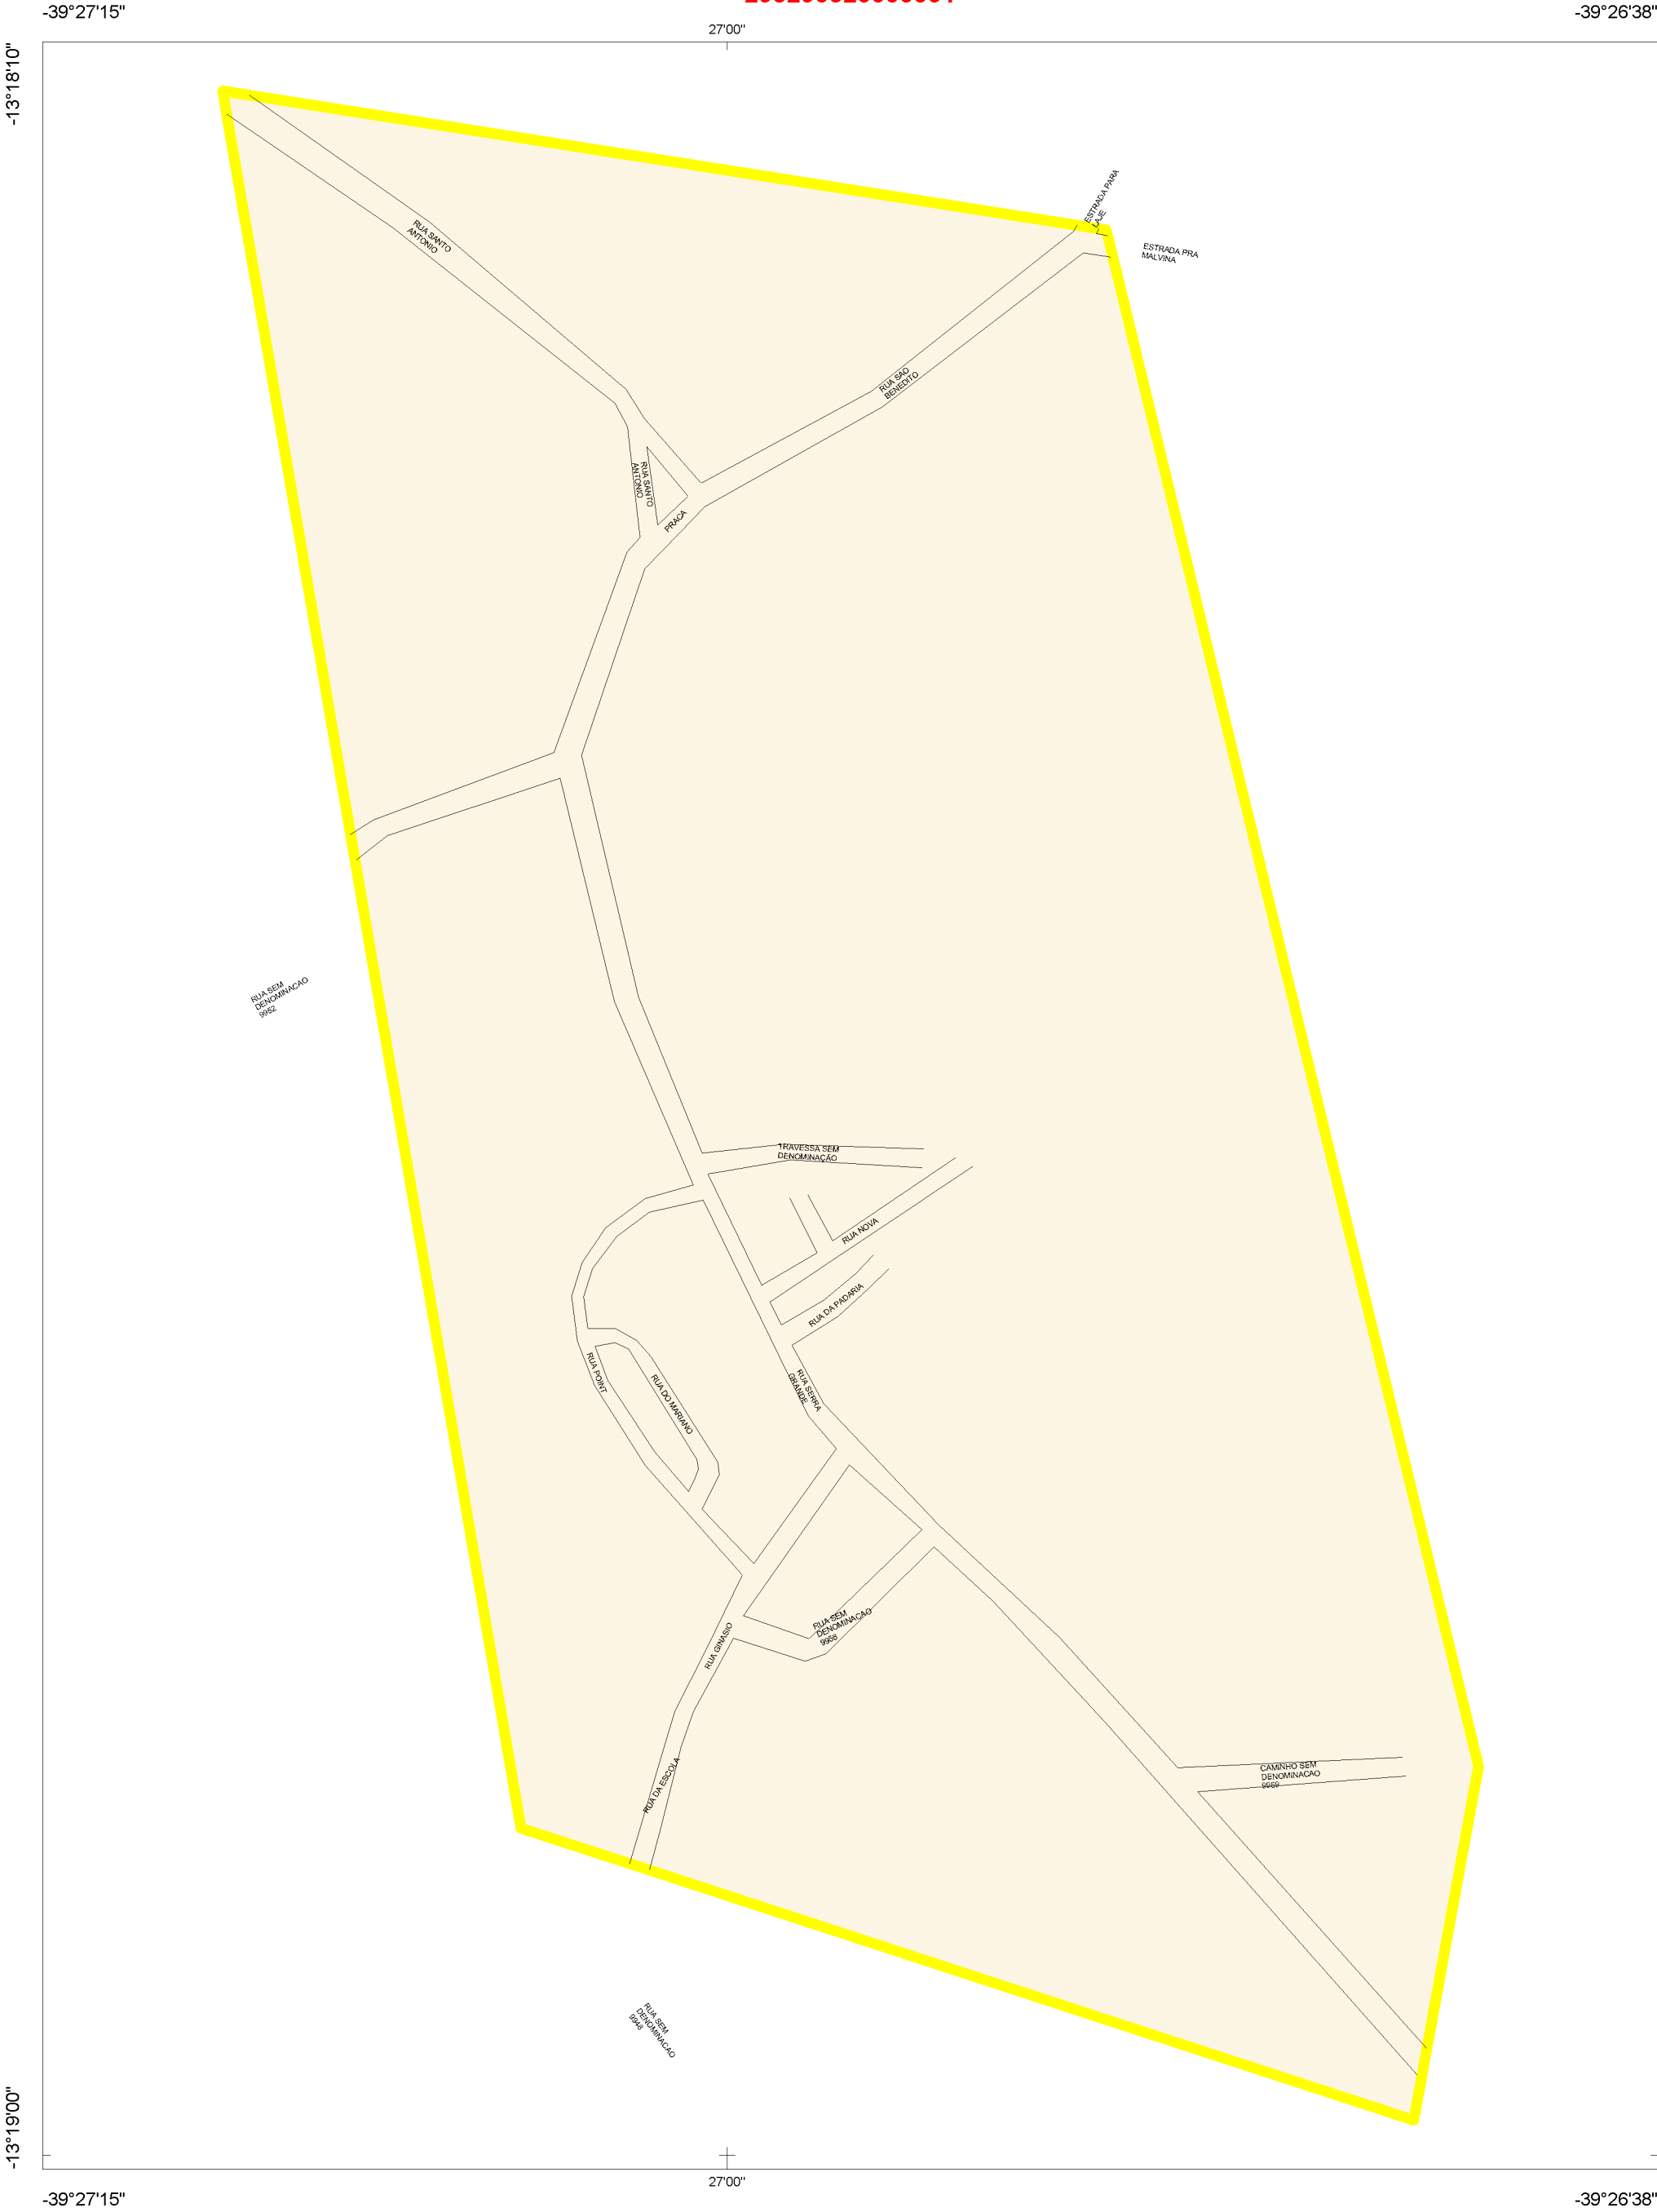 -39°27'15"
-39°26'38"
27'00"
-13°18'10"
ESTRADA PARA
LAJE
ESTRADA PRA
MALVINA
RUA SANTO
ANTONIO
RUA SAO
BENEDITO
RUA SANTO
ANTONIO
PRACA
RUA SEM
DENOMINACAO
9952
TRAVESSA SEM
DENOMINAÇÃO
RUA NOVA
RUA DA PADARIA
RUA POINT
RUA DO MARIANO
RUA SERRA
GRANDE
RUA SEM
DENOMINACAO
9958
RUA GINASIO
RUA DA ESCOLA
CAMINHO SEM
DENOMINACAO
9959
RUA SEM
DENOMINACAO
9948
-13°19'00"
27'00"
-39°27'15"
-39°26'38"